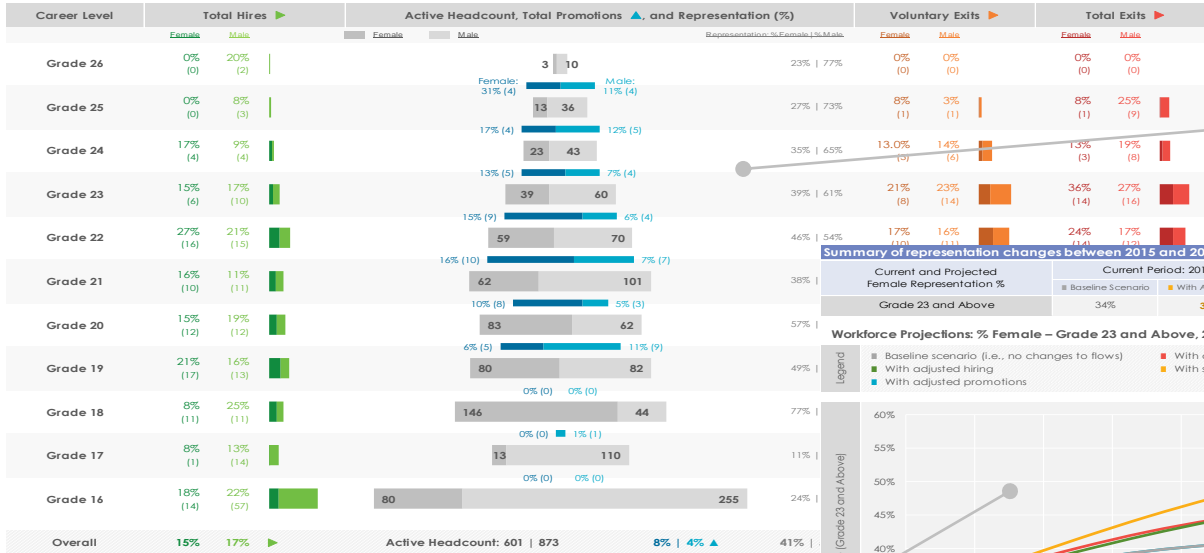 Career Level Total Hires Active Headcount, Total Promotions , and Representation (%) Voluntary Exits Total Exits
Female Male Female Male Representation: % Female | % Male Female Male Female Male
Grade 26 0% (0) 20% (2) 3 10 23% | 77% 0% (0) 0% (0) 0% (0) 0% (0)
Female: 31% (4) Male: 11% (4)
Grade 25 0% (0) 8% (3) 13 36 27% | 73% 8% (1) 3% (1) 8% (1) 25% (9)
17% (4) 12% (5)
Grade 24 17% (4) 9% (4) 23 43 35% | 65% 13.0% (3) 14% (6) 13% (3) 19% (8)
13% (5) 7% (4)
Grade 23 15% (6) 17% (10) 39 60 39% | 61% 21% (8) 23% (14) 36% (14) 27% (16)
15% (9) 6% (4)
Grade 22 27% (16) 21% (15) 59 70 46% | 54% 17% (10) 16% (11) 24% (14) 17% (12)
16% (10) 7% (7)
Grade 21 16% (10) 11% (11) 62 101 38% |
10% (8) 5% (3)
Grade 20 15% (12) 19% (12) 83 62 57% |
6% (5) 11% (9)
Grade 19 21% (17) 16% (13) 80 82 49% |
0% (0) 0% (0)
Grade 18 8% (11) 25% (11) 146 44 77% |
0% (0) 1% (1)
Grade 17 8% (1) 13% (14) 13 110 11% |
0% (0) 0% (0)
Grade 16 18% (14) 22% (57) 80 255 24% |
Overall 15% 17% Active Headcount: 601 | 873 8% | 4% 41% |
Summary of representation changes between 2015 and 20
Current and Projected Female Representation % Current Period: 201
Baseline Scenario With A
Grade 23 and Above 34% 3
Workforce Projections: % Female – Grade 23 and Above, 2
Legend
Baseline scenario (i.e., no changes to flows) With
With adjusted hiring With
With adjusted promotions
[Grade 23 and Above]
60%
55%
50%
45%
40%